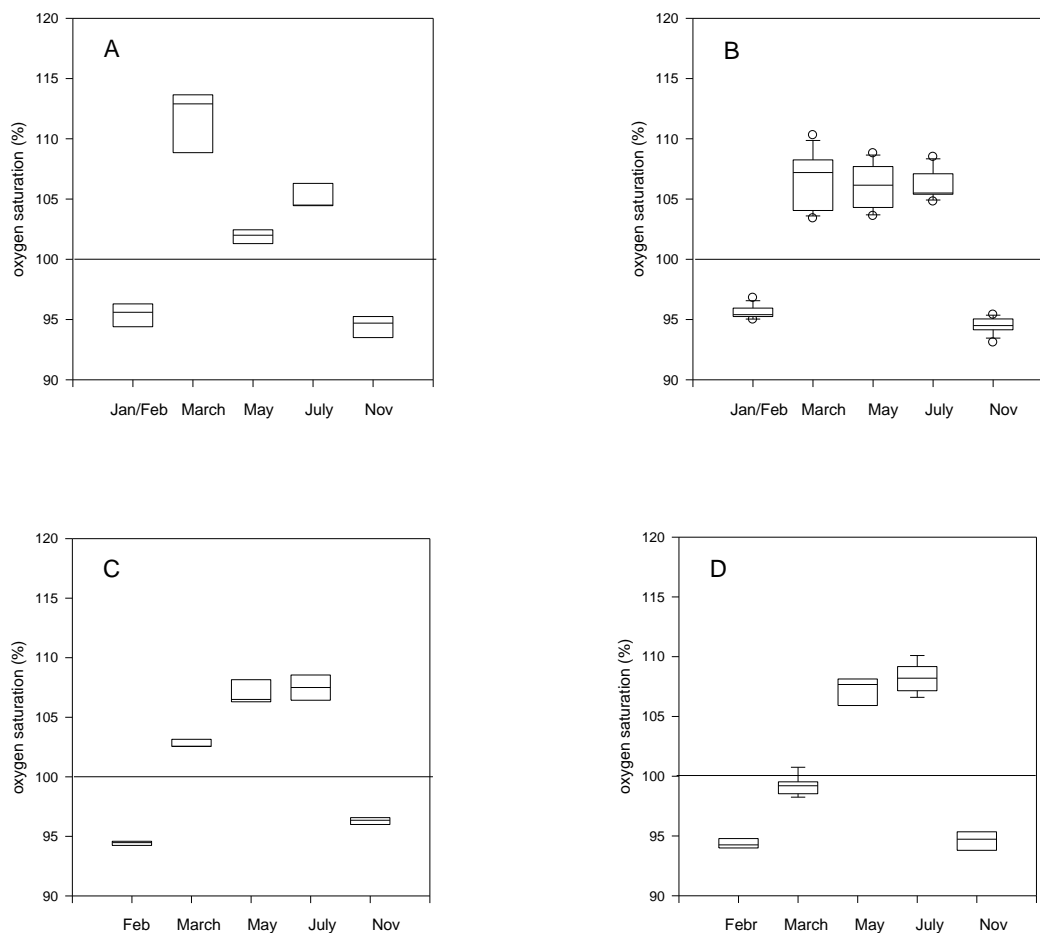 A
oxygen saturation (%)
120
115
110
105
100
95
90
Jan/Feb March May July Nov
B
oxygen saturation (%)
120
115
110
105
100
95
90
Jan/Feb March May July Nov
C
oxygen saturation (%)
120
115
110
105
100
95
90
Feb March May July Nov
D
oxygen saturation (%)
120
115
110
105
100
95
90
Febr March May July Nov